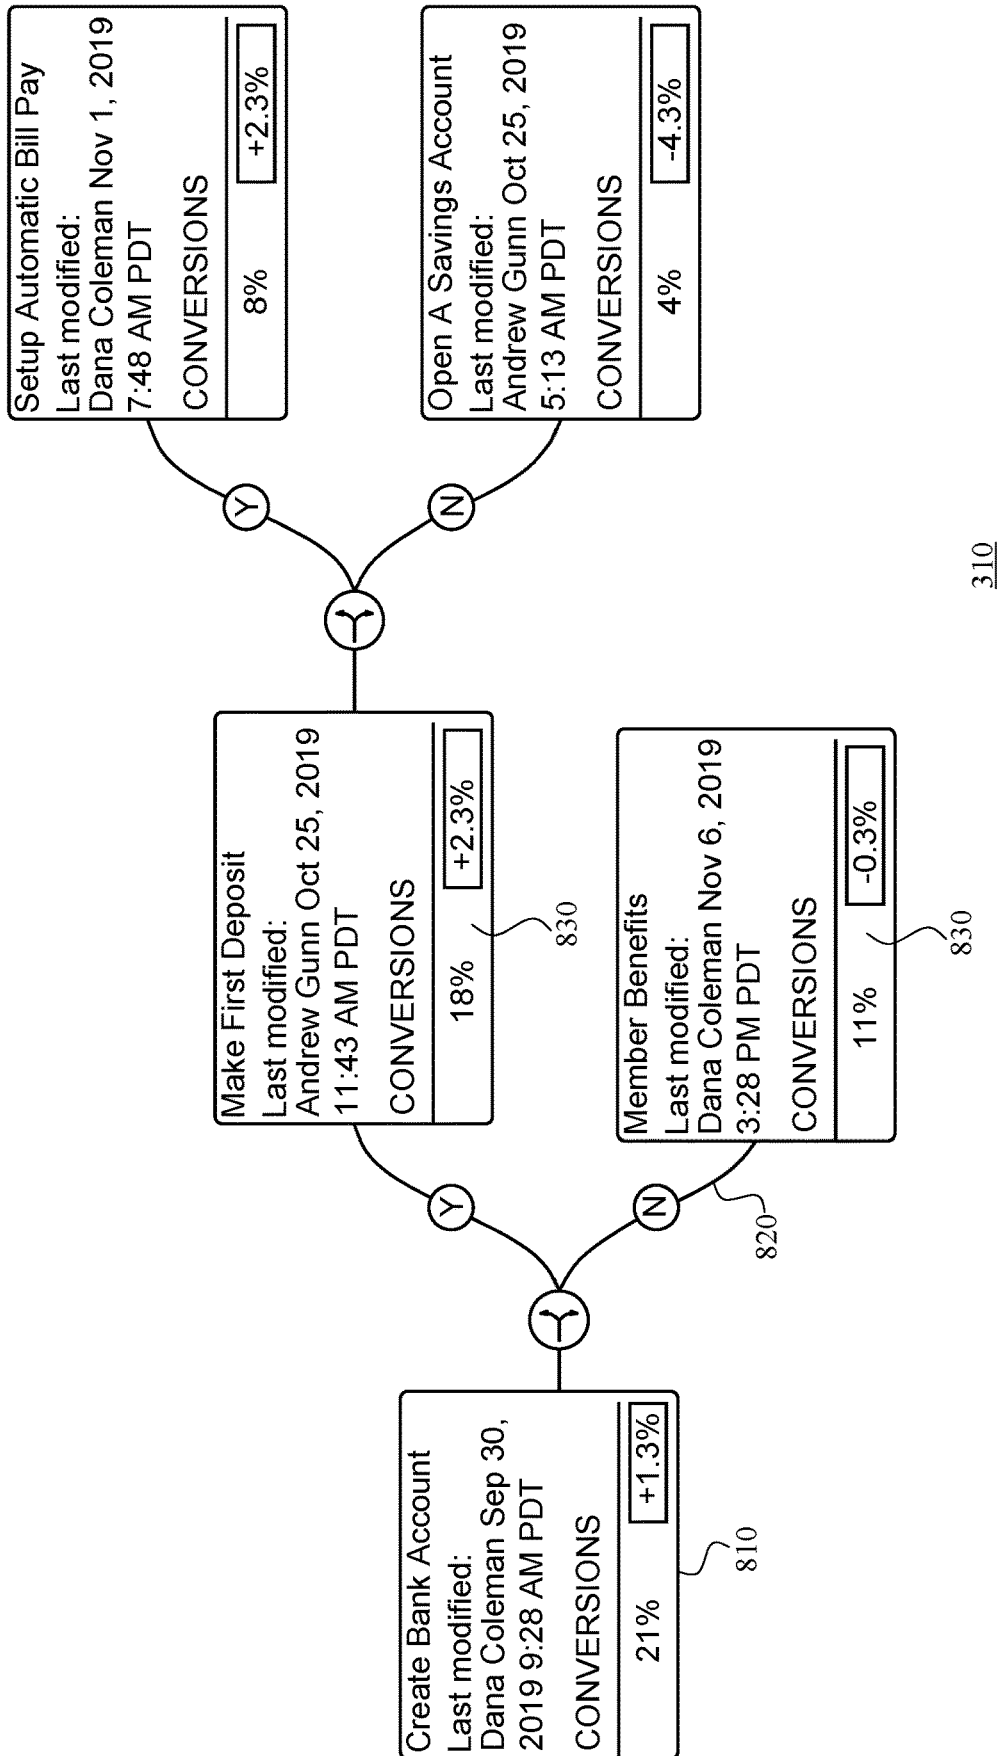 Create Bank Account
Last modified:
Dana Coleman Sep 30,
2019 9:28 AM PDT
CONVERSIONS
21% +1.3%
810
Y
N
820
Make First Deposit
Last modified:
Andrew Gunn Oct 25, 2019
11:43 AM PDT
CONVERSIONS
18% +2.3%
830
Member Benefits
Last modified:
Dana Coleman Nov 6, 2019
3:28 PM PDT
CONVERSIONS
11% -0.3%
830
Y
N
Setup Automatic Bill Pay
Last modified:
Dana Coleman Nov 1, 2019
7:48 AM PDT
CONVERSIONS
8% +2.3%
Open A Savings Account
Last modified:
Andrew Gunn Oct 25, 2019
5:13 AM PDT
CONVERSIONS
4% -4.3%
310